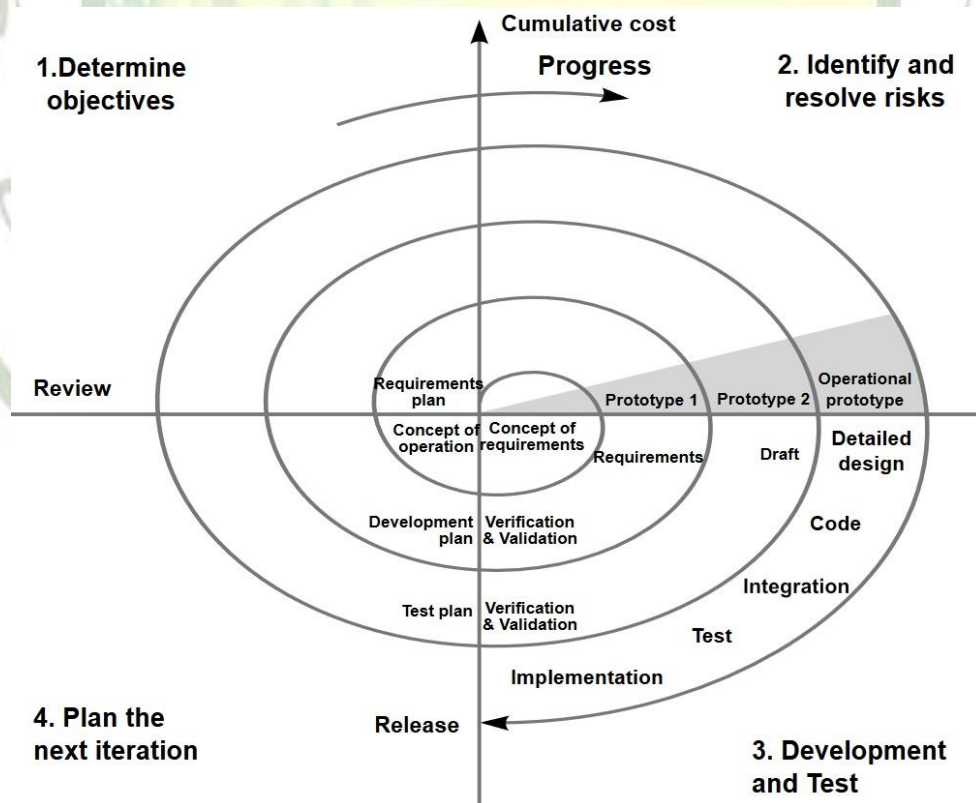 Cumulative cost
1.Determine
objectives
Progress
2. Identify and
resolve risks
Review
Requirements
plan
Prototype 1
Prototype 2
Operational
prototype
Concept of
operation
Concept of
requirements
Requirements
Draft
Detailed
design
Development
plan
Verification
& Validation
Code
Test plan
Verification
& Validation
Integration
Test
Implementation
Release
4. Plan the
next iteration
3. Development
and Test